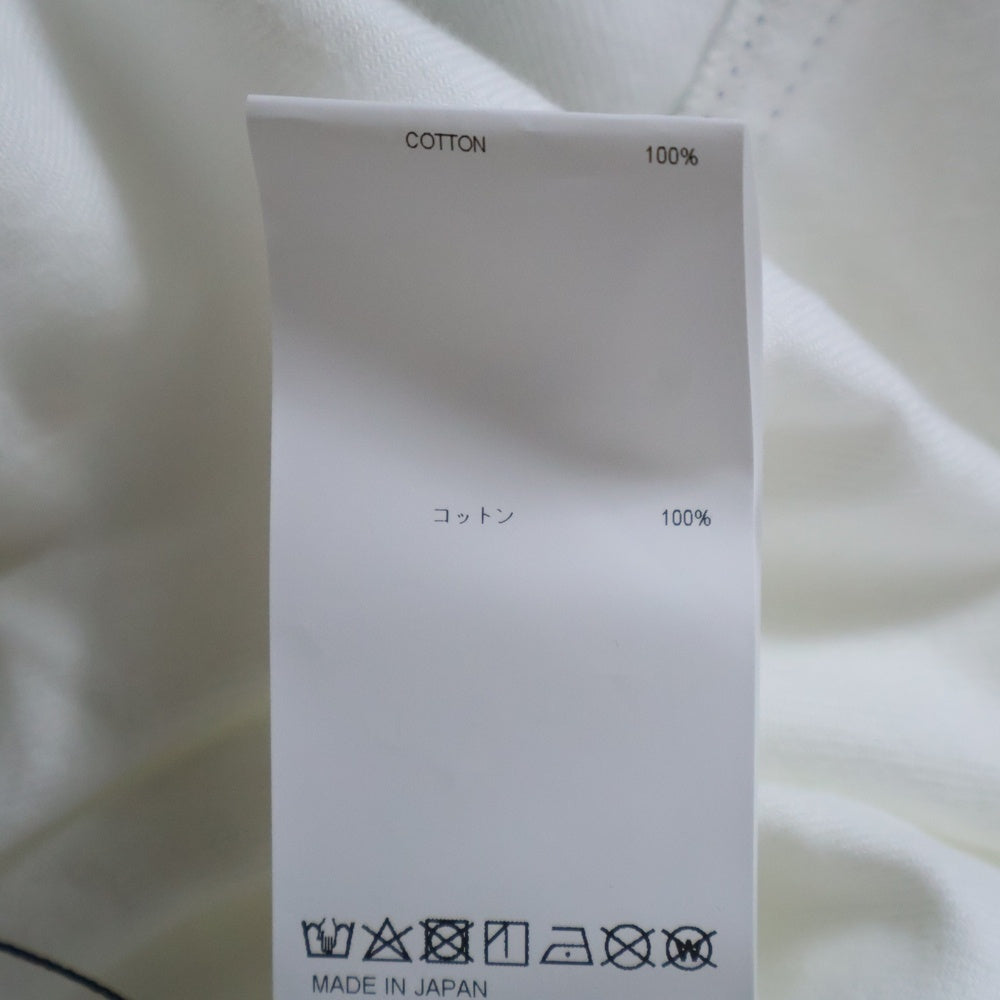 COTTON 100%
コットン 100%
MADE IN JAPAN